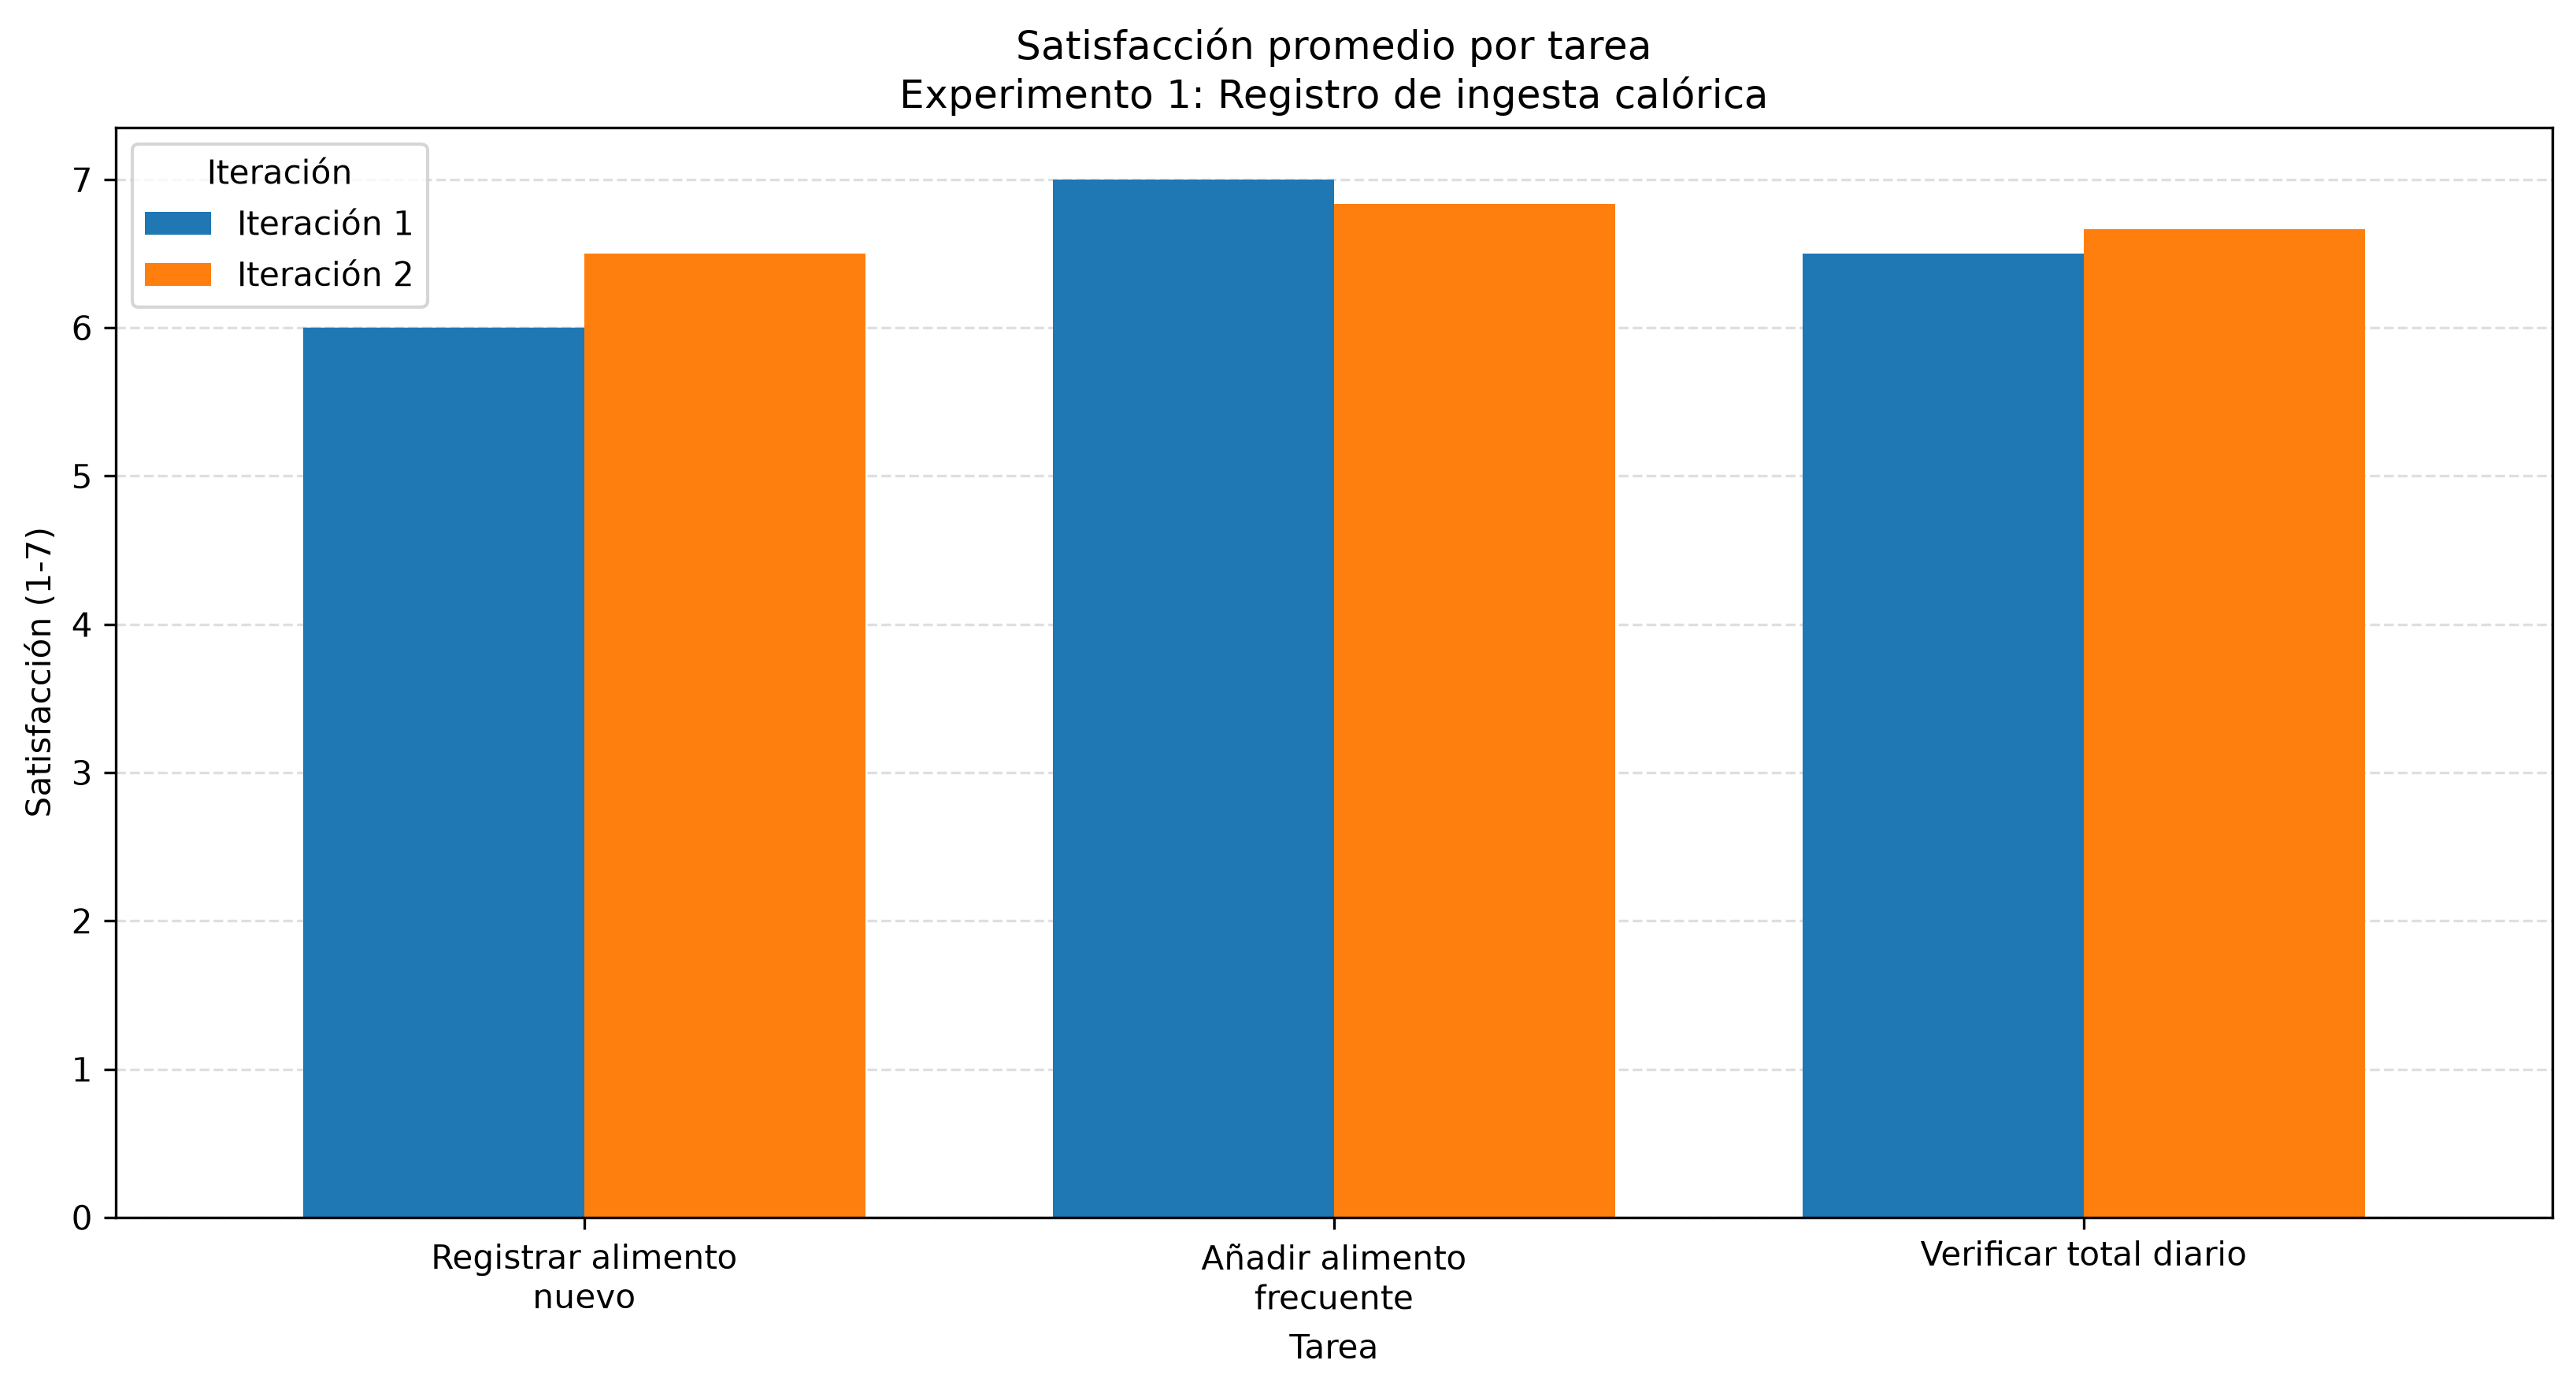 Satisfacción promedio por tarea
Experimento 1: Registro de ingesta calórica
Iteración
Iteración 1
Iteración 2
Satisfacción (1-7)
7
6
5
4
3
2
1
0
Registrar alimento
nuevo
Añadir alimento
frecuente
Verificar total diario
Tarea